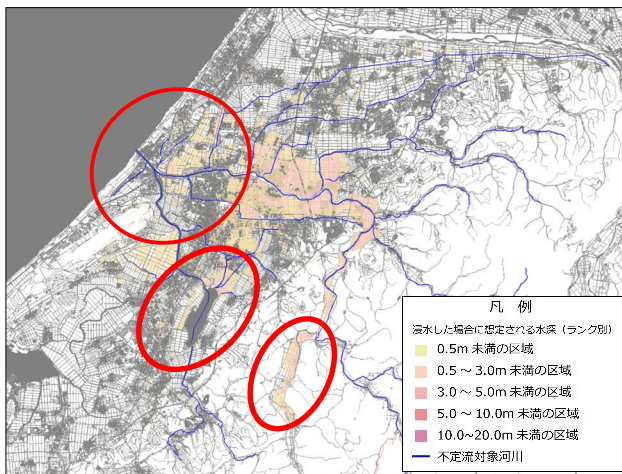 凡 例
浸水した場合に想定される水深（ランク別）
0.5m 未満の区域
0.5 ～ 3.0m 未満の区域
3.0 ～ 5.0m 未満の区域
5.0 ～ 10.0m 未満の区域
10.0~20.0m 未満の区域
不定流対象河川